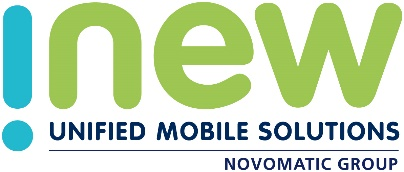 !new
UNIFIED MOBILE SOLUTIONS
NOVOMATIC GROUP